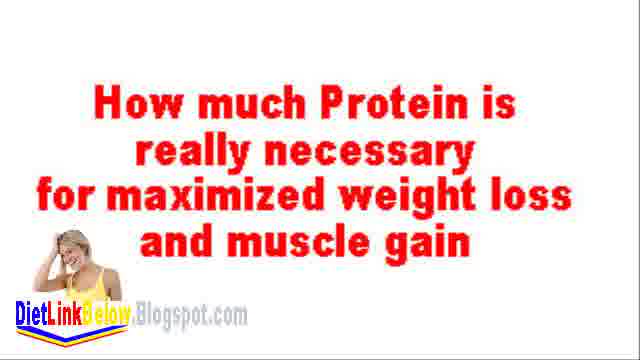 How much Protein is
really necessary
for maximized weight loss
and muscle gain
DietLinkBelow.Blogspot.com